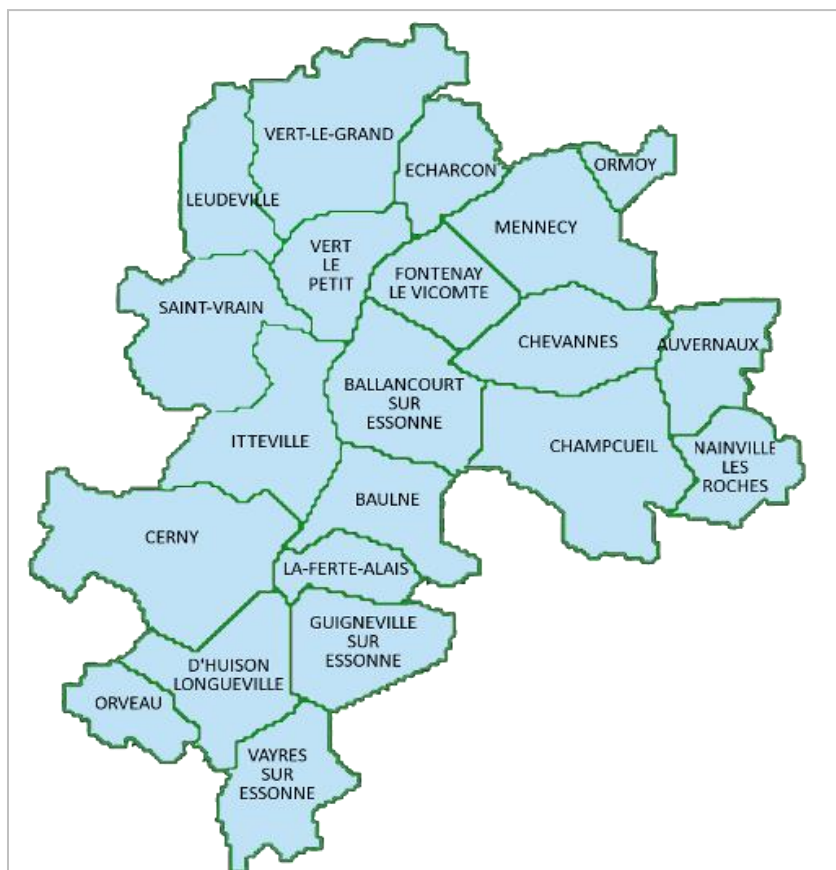 VERT-LE-GRAND
ECHARCON
ORMOY
LEUDEVILLE
MENNECY
VERT
LE
PETIT
FONTENAY
LE VICOMTE
SAINT-VRAIN
CHEVANNES
AUVERNAUX
BALLANCOURT
SUR
ESSONNE
ITTEVILLE
CHAMPCUEIL
NAINVILLE
LES
ROCHES
BAULNE
CERNY
LA-FERTE-ALAIS
GUIGNEVILLE
SUR
ESSONNE
D'HUISON
LONGUEVILLE
ORVEAU
VAYRES
SUR
ESSONNE